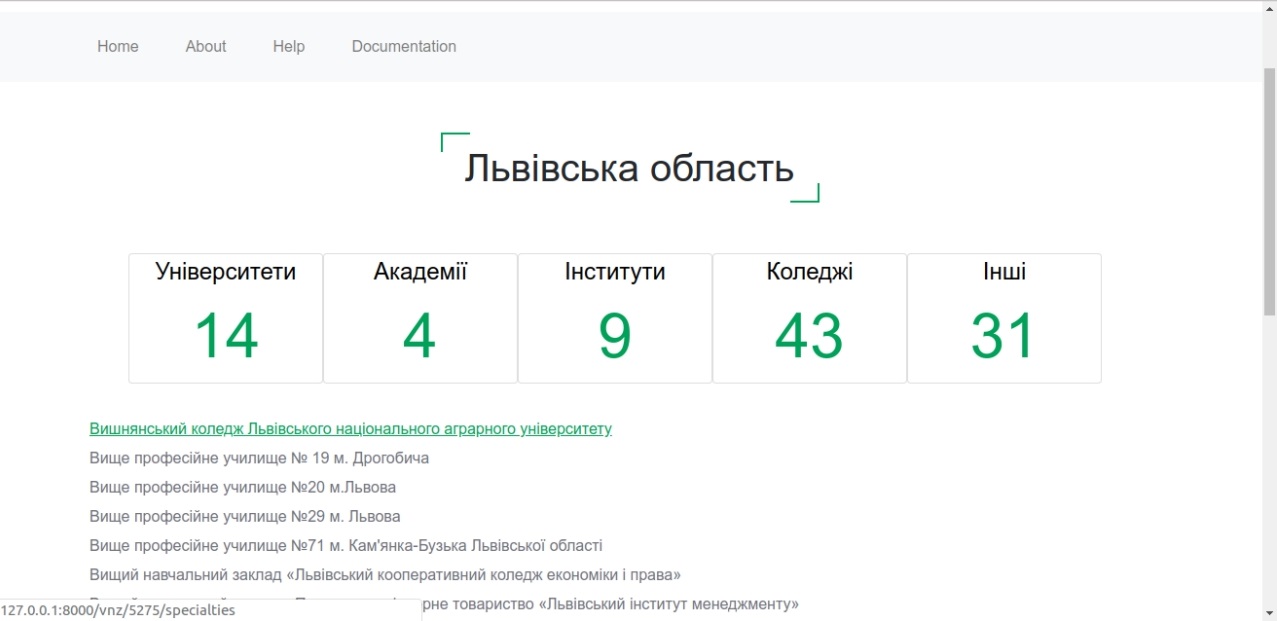 Home About Help Documentation
Львівська область
Університети Академії Інститути Коледжі Інші
14 4 9 43 31
Вишнянський коледж Львівського національного аграрного університету
Вище професійне училище № 19 м. Дрогобича
Вище професійне училище №20 м.Львова
Вище професійне училище №29 м. Львова
Вище професійне училище №71 м. Кам'янка-Бузька Львівської області
Вищий навчальний заклад «Львівський кооперативний коледж економіки і права»
товариство «Львівський інститут менеджменту»
127.0.0.1:8000/vnz/5275/specialties